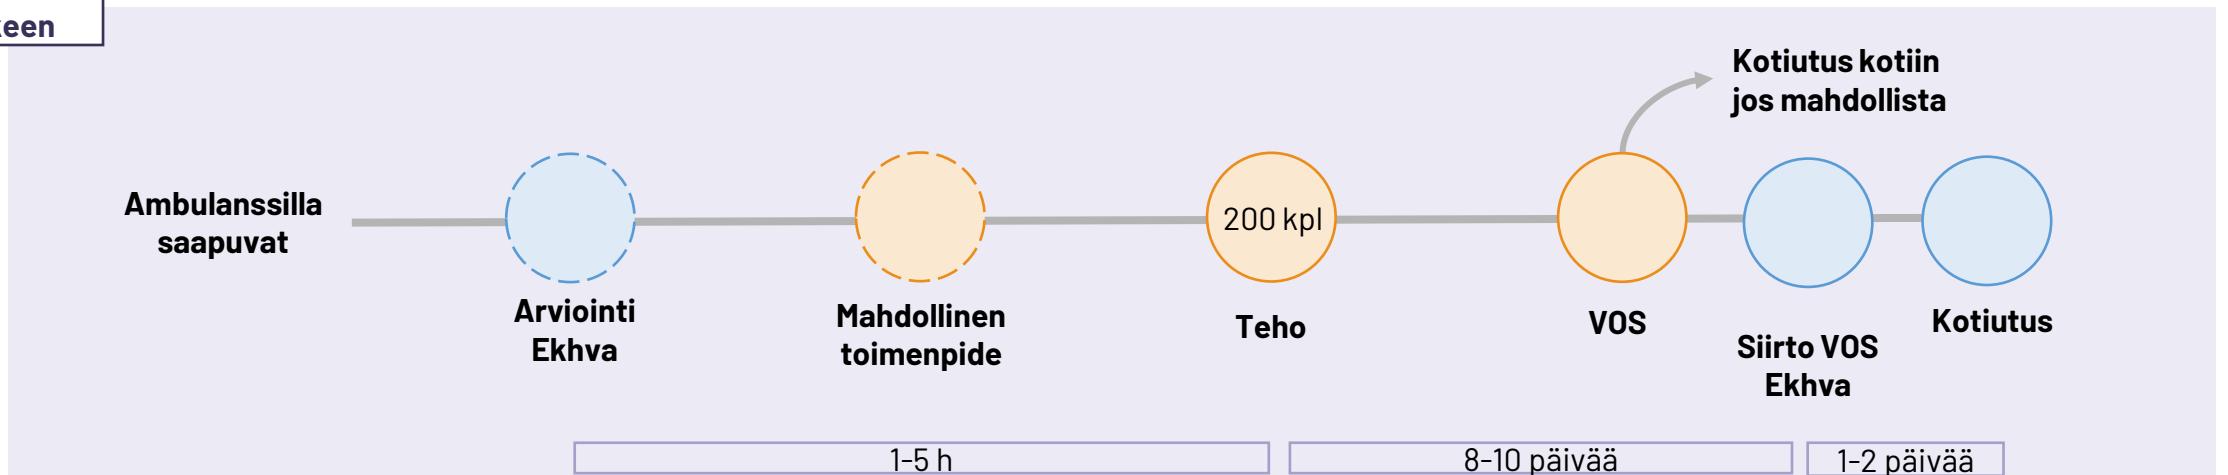 Kotiutus kotiin
jos mahdollista
Ambulanssilla
saapuvat
200 kpl
Arviointi
Ekhva
Mahdollinen
toimenpide
Teho
VOS
Siirto VOS
Ekhva
Kotiutus
1-5 h
8-10 päivää
1-2 päivää